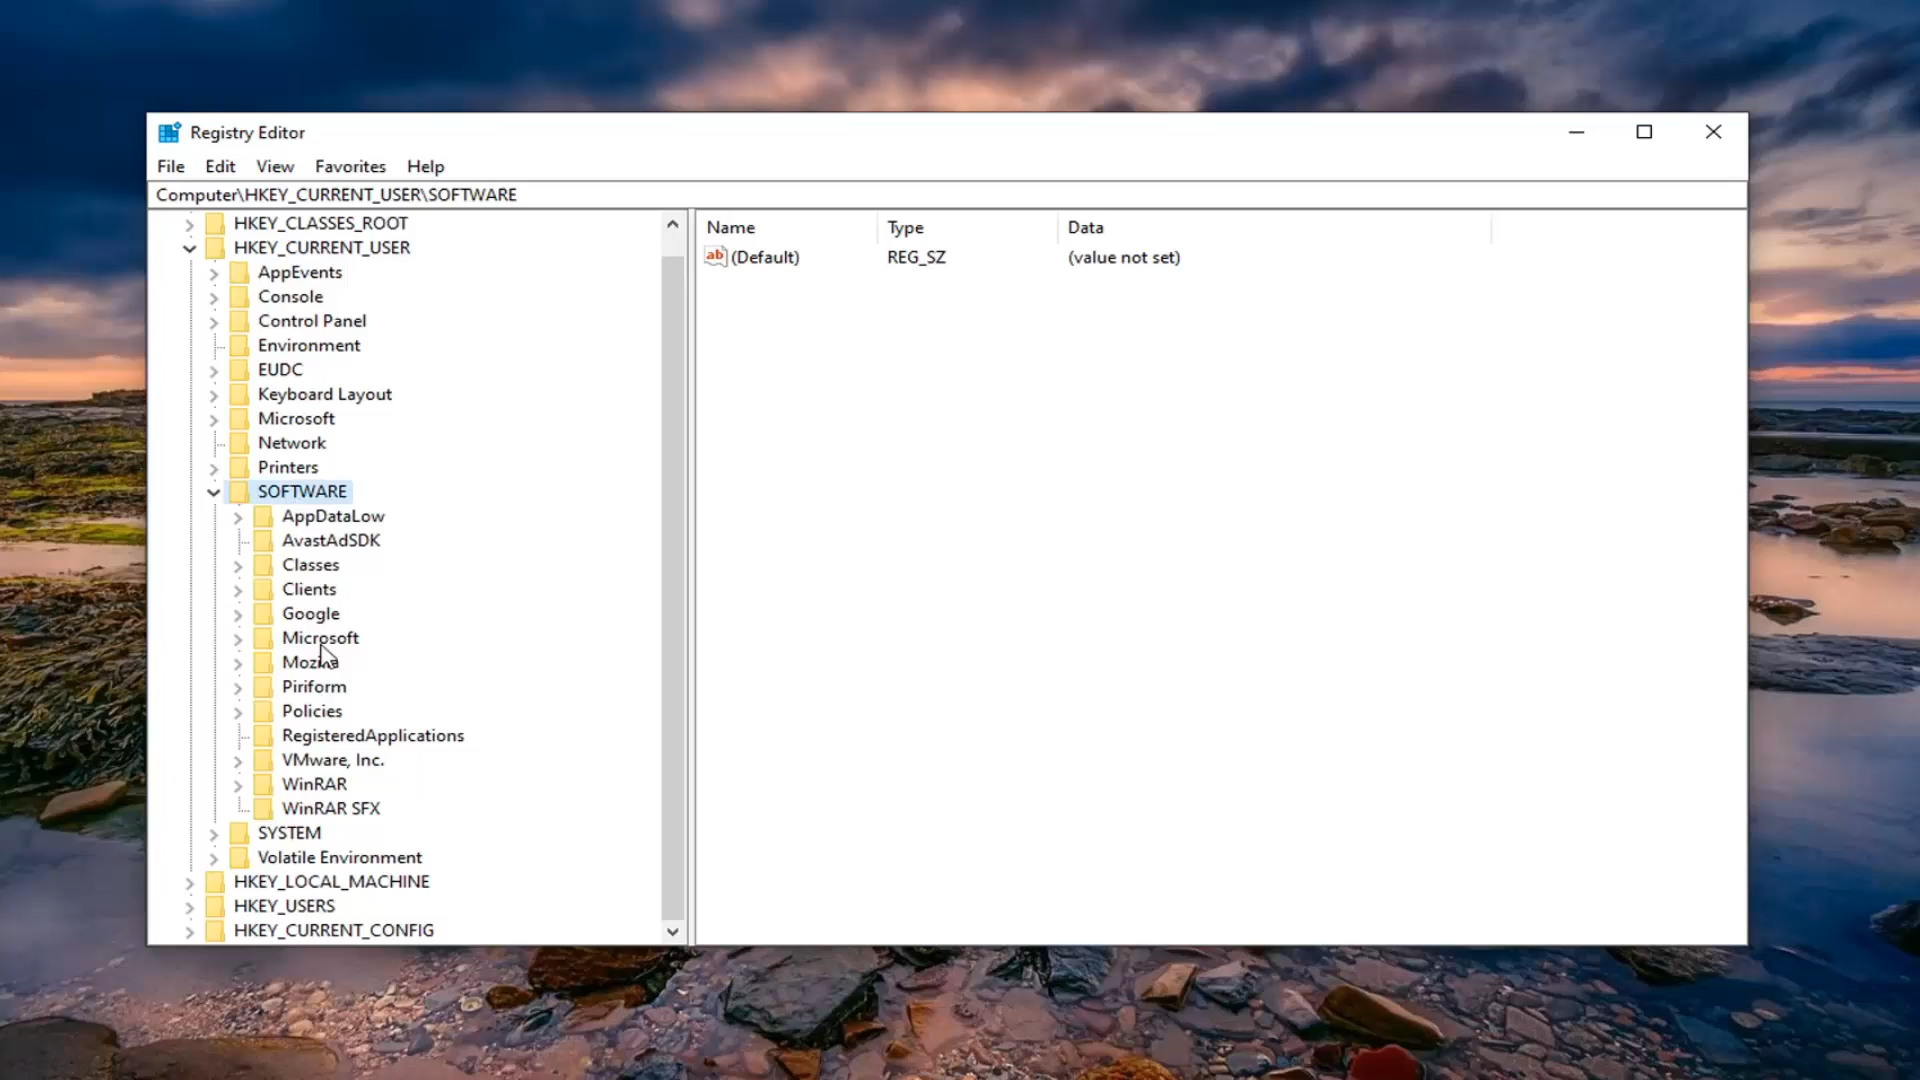 Registry Editor
File Edit View Favorites Help
Computer\HKEY_CURRENT_USER\SOFTWARE
HKEY_CLASSES_ROOT
HKEY_CURRENT_USER
AppEvents
Console
Control Panel
Environment
EUDC
Keyboard Layout
Microsoft
Network
Printers
SOFTWARE
AppDataLow
AvastAdSDK
Classes
Clients
Google
Microsoft
Mozilla
Piriform
Policies
RegisteredApplications
VMware, Inc.
WinRAR
WinRAR SFX
SYSTEM
Volatile Environment
HKEY_LOCAL_MACHINE
HKEY_USERS
HKEY_CURRENT_CONFIG
Name Type Data
ab (Default) REG_SZ (value not set)